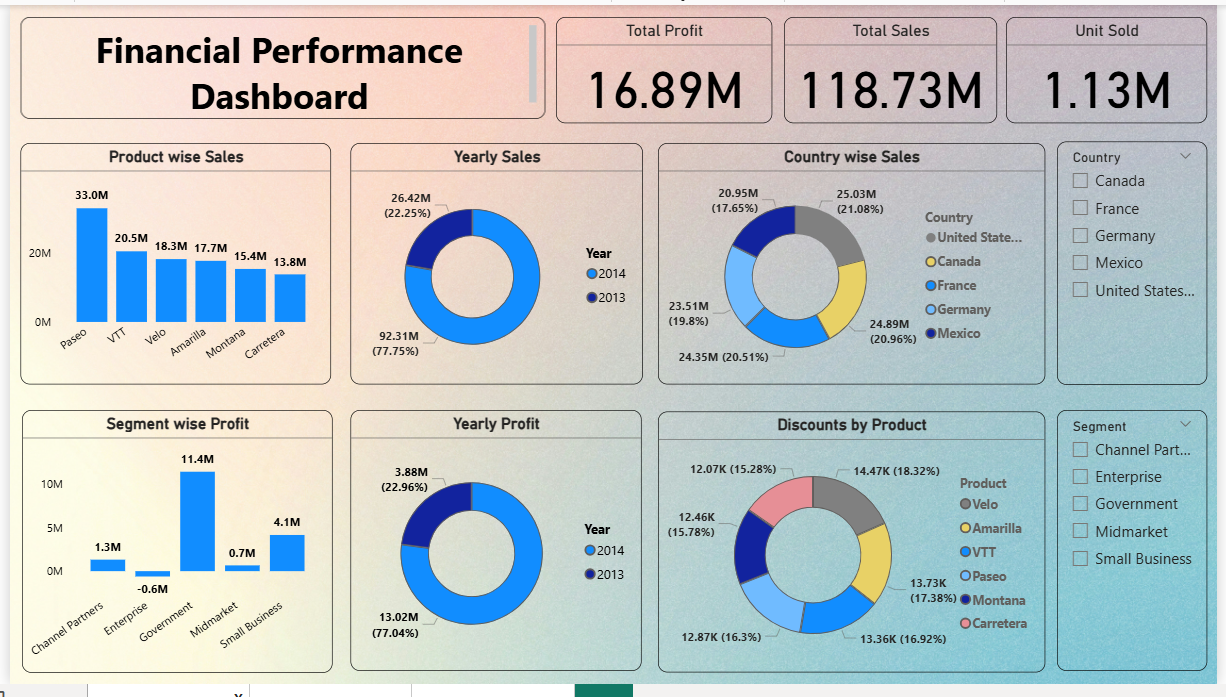 Financial Performance
Dashboard
Total Profit
16.89M
Total Sales
118.73M
Unit Sold
1.13M
Product wise Sales
33.0M
20.5M
18.3M
17.7M
15.4M
13.8M
20M
0M
Paseo
VTT
Velo
Amarilla
Montana
Carretera
Yearly Sales
26.42M
(22.25%)
92.31M
(77.75%)
Year
2014
2013
Country wise Sales
20.95M
(17.65%)
25.03M
(21.08%)
23.51M
(19.8%)
24.89M
(20.96%)
24.35M (20.51%)
Country
United State...
Canada
France
Germany
Mexico
Country
Canada
France
Germany
Mexico
United States...
Segment wise Profit
11.4M
10M
5M
0M
1.3M
-0.6M
0.7M
4.1M
Channel Partners
Enterprise
Government
Midmarket
Small Business
Yearly Profit
3.88M
(22.96%)
13.02M
(77.04%)
Year
2014
2013
Discounts by Product
12.07K (15.28%)
14.47K (18.32%)
12.46K
(15.78%)
13.73K
(17.38%)
12.87K (16.3%)
13.36K (16.92%)
Product
Velo
Amarilla
VTT
Paseo
Montana
Carretera
Segment
Channel Part...
Enterprise
Government
Midmarket
Small Business